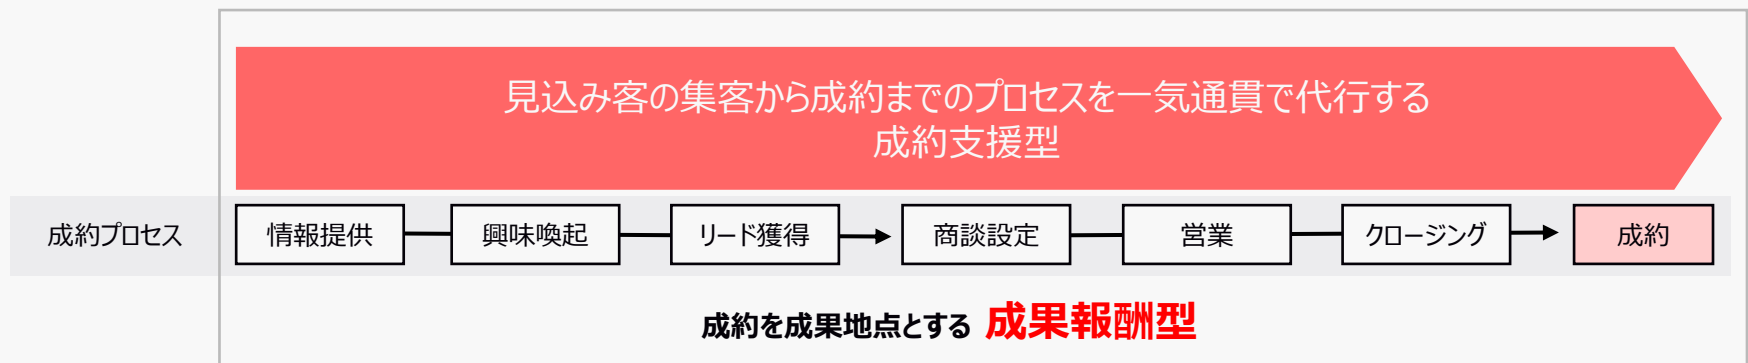 見込み客の集客から成約までのプロセスを一気通貫で代行する
成約支援型
成約プロセス
情報提供
興味喚起
リード獲得
商談設定
営業
クロージング
成約
成約を成果地点とする 成果報酬型